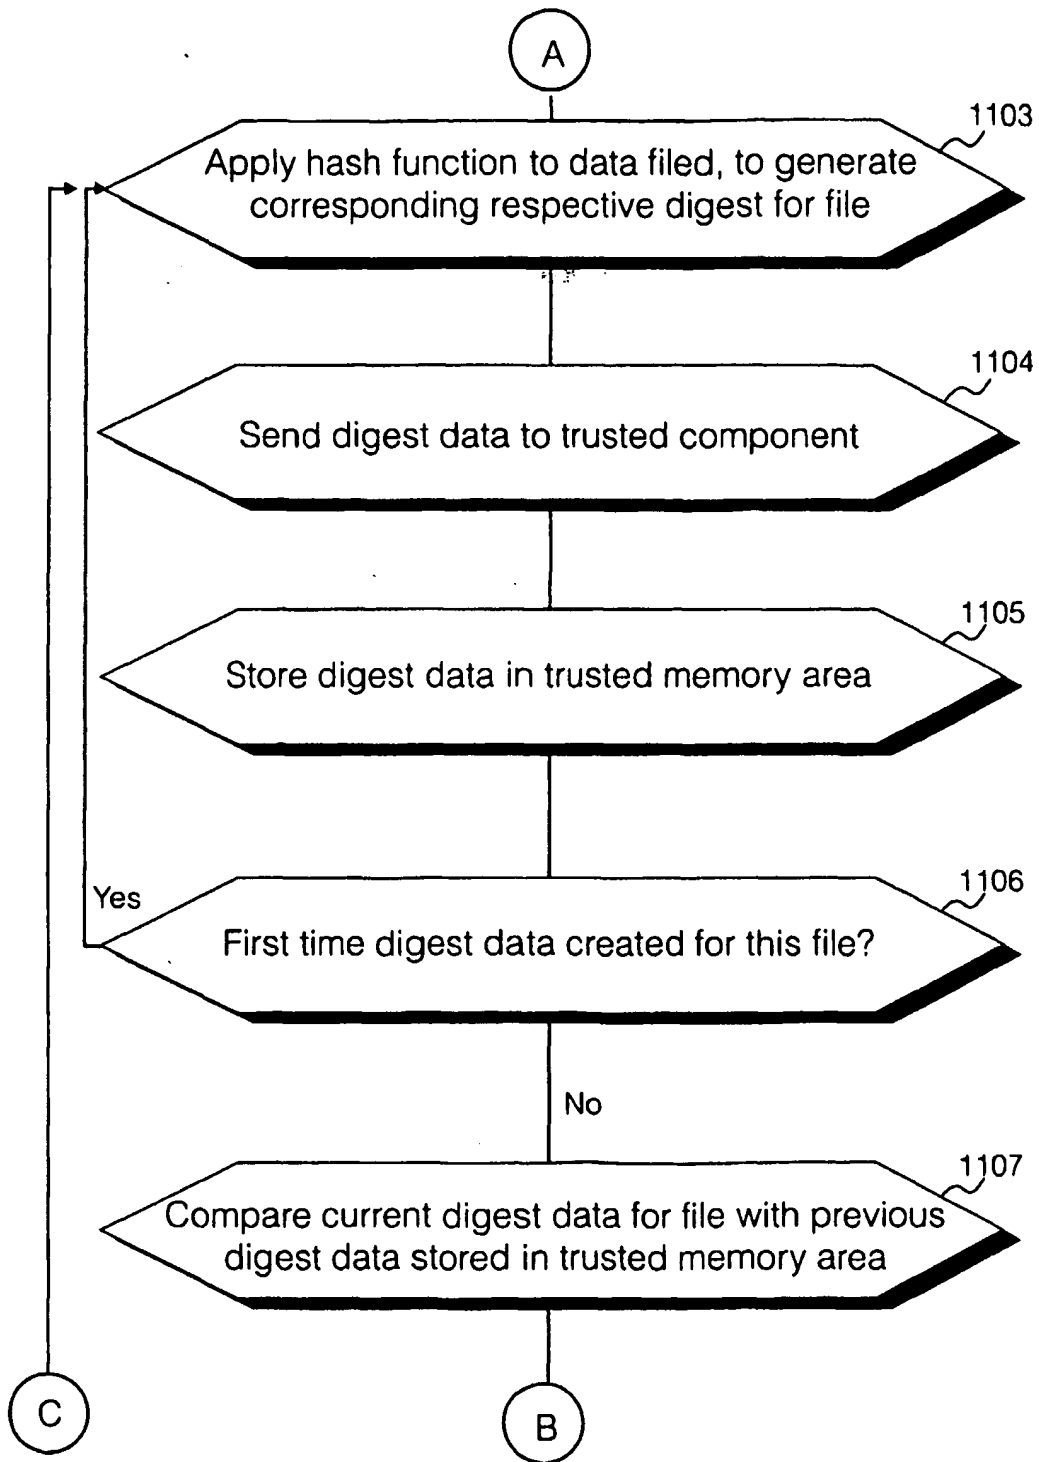 A
1103
Apply hash function to data filed, to generate
corresponding respective digest for file
1104
Send digest data to trusted component
1105
Store digest data in trusted memory area
1106
Yes
First time digest data created for this file?
No
1107
Compare current digest data for file with previous
digest data stored in trusted memory area
C
B